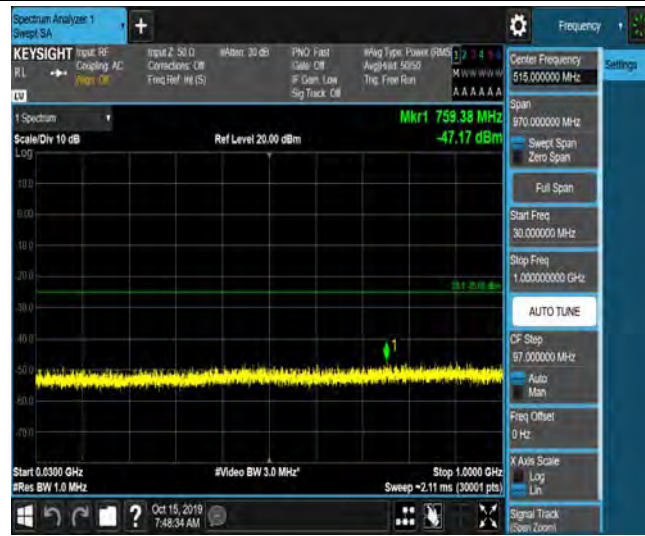 Spectrum Analyzer 1
Swept SA
+
Frequency
KEYSIGHT
Input: RF
Coupling: AC
Align: Off
Input Z: 50 Ω
Corrections: Off
Freq Ref: Int (S)
#Atten: 30 dB
PNO: Fast
Gate: Off
IF Gain: Low
Sig Track: Off
#Avg Type: Power (RMS
Avg|Hold: 50/50
Trig: Free Run
1 2 3 4 5 6
M W W W W W
A A A A A A
RL
LV
Center Frequency
515.000000 MHz
Settings
1 Spectrum
Scale/Div 10 dB
Log
Ref Level 20.00 dBm
Mkr1 759.38 MHz
-47.17 dBm
Span
970.000000 MHz
Swept Span
Zero Span
Full Span
Start Freq
30.000000 MHz
Stop Freq
1.000000000 GHz
AUTO TUNE
CF Step
97.000000 MHz
Auto
Man
Freq Offset
0 Hz
X Axis Scale
Log
Lin
Signal Track
(Span Zoom)
10.0
0.00
-10.0
-20.0
-30.0
-40.0
-50.0
-60.0
-70.0
1
Start 0.0300 GHz
#Video BW 3.0 MHz*
Stop 1.0000 GHz
#Res BW 1.0 MHz
Sweep ~2.11 ms (30001 pts)
?
Oct 15, 2019
7:48:34 AM